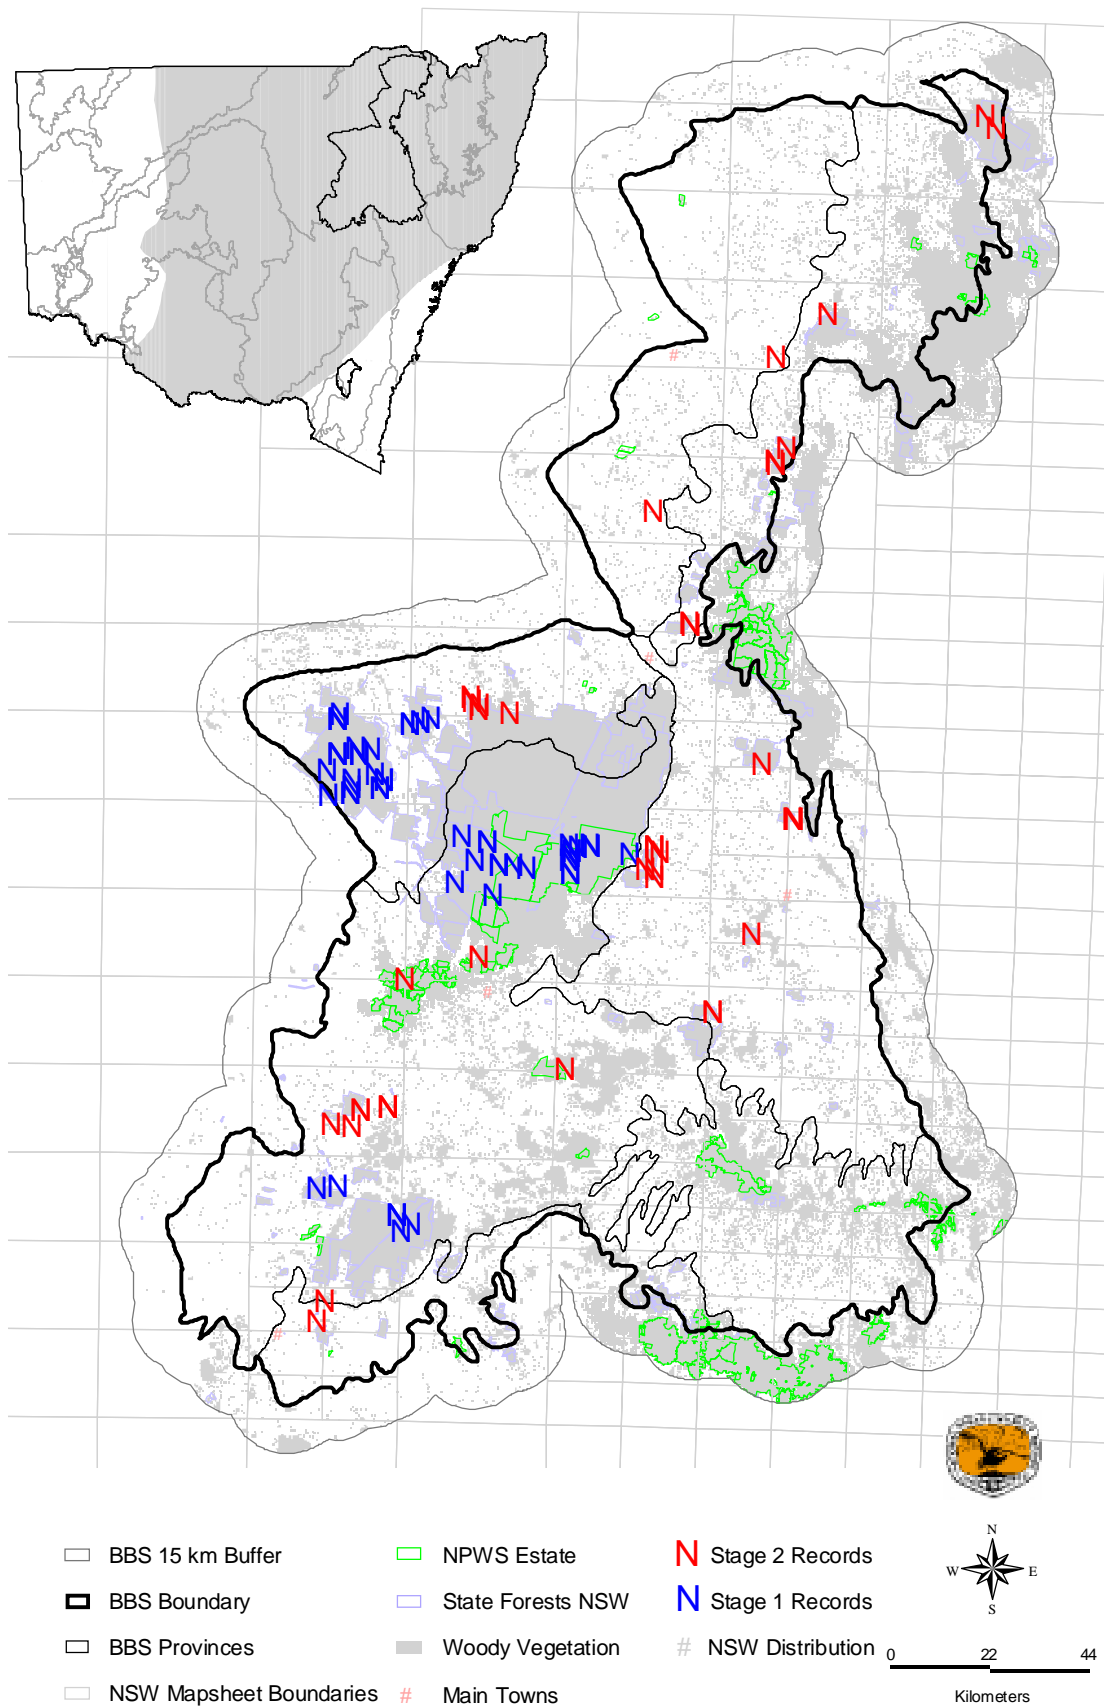 BBS 15 km Buffer
BBS Boundary
BBS Provinces
NSW Mapsheet Boundaries
NPWS Estate
State Forests NSW
Woody Vegetation
# Main Towns
N Stage 2 Records
N Stage 1 Records
# NSW Distribution
N
W E
S
0 22 44
Kilometers